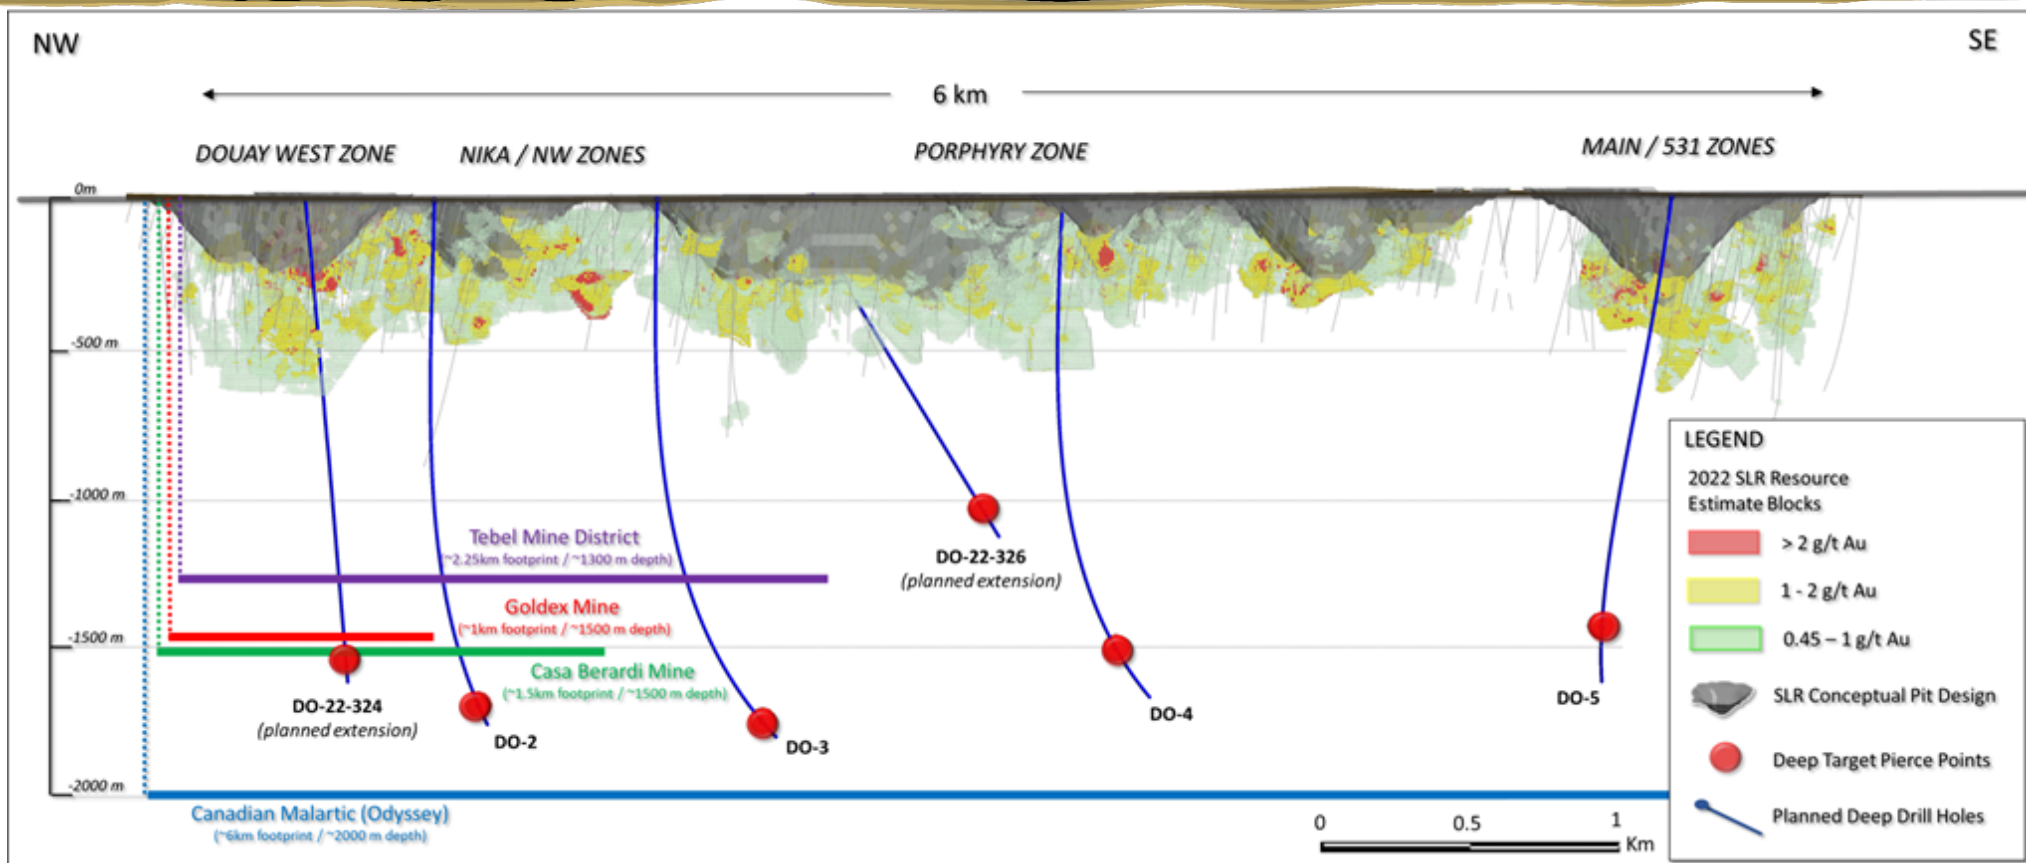 NW
SE
6 km
DOUAY WEST ZONE
NIKA / NW ZONES
PORPHYRY ZONE
MAIN / 531 ZONES
0m
-500 m
-1000 m
-1500 m
-2000 m
Tebel Mine District
(~2.25km footprint / ~1300 m depth)
Goldex Mine
(~1km footprint / ~1500 m depth)
Casa Berardi Mine
(~1.5km footprint / ~1500 m depth)
DO-22-324
(planned extension)
DO-2
DO-3
DO-22-326
(planned extension)
DO-4
DO-5
Canadian Malartic (Odyssey)
(~6km footprint / ~2000 m depth)
0
0.5
1
Km
LEGEND
2022 SLR Resource
Estimate Blocks
> 2 g/t Au
1 - 2 g/t Au
0.45 – 1 g/t Au
SLR Conceptual Pit Design
Deep Target Pierce Points
Planned Deep Drill Holes